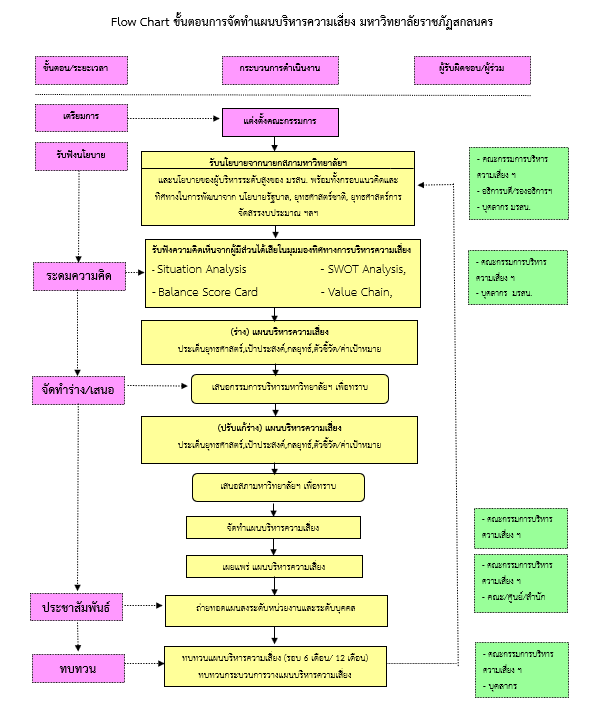 Flow Chart ขั้นตอนการจัดทำแผนบริหารความเสี่ยง มหาวิทยาลัยราชภัฏสกลนคร
ขั้นตอน/ระยะเวลา
กระบวนการดำเนินงาน
ผู้รับผิดชอบ/ผู้ร่วม
เตรียมการ
แต่งตั้งคณะกรรมการ
รับฟังนโยบาย
รับนโยบายจากนายกสภามหาวิทยาลัยฯ
และนโยบายของผู้บริหารระดับสูงของ มรสน. พร้อมทั้งกรอบแนวคิดและ
ทิศทางในการพัฒนาจาก นโยบายรัฐบาล, ยุทธศาสตร์ชาติ, ยุทธศาสตร์การ
จัดสรรงบประมาณ ฯลฯ
- คณะกรรมการบริหาร
ความเสี่ยง ฯ
- อธิการบดี/รองอธิการฯ
- บุคลากร มรสน.
ระดมความคิด
รับฟังความคิดเห็นจากผู้มีส่วนได้เสียในมุมมองทิศทางการบริหารความเสี่ยง
- Situation Analysis - SWOT Analysis,
- Balance Score Card - Value Chain,
- คณะกรรมการบริหาร
ความเสี่ยง ฯ
- บุคลากร มรสน.
(ร่าง) แผนบริหารความเสี่ยง
ประเด็นยุทธศาสตร์,เป้าประสงค์,กลยุทธ์,ตัวชี้วัด/ค่าเป้าหมาย
จัดทำร่าง/เสนอ
เสนอกรรมการบริหารมหาวิทยาลัยฯ เพื่อทราบ
(ปรับแก้ร่าง) แผนบริหารความเสี่ยง
ประเด็นยุทธศาสตร์,เป้าประสงค์,กลยุทธ์,ตัวชี้วัด/ค่าเป้าหมาย
เสนอสภามหาวิทยาลัยฯ เพื่อทราบ
จัดทำแผนบริหารความเสี่ยง
- คณะกรรมการบริหาร
ความเสี่ยง ฯ
เผยแพร่ แผนบริหารความเสี่ยง
- คณะกรรมการบริหาร
ความเสี่ยง ฯ
- คณะ/ศูนย์/สำนัก
ประชาสัมพันธ์
ถ่ายทอดแผนลงระดับหน่วยงานและระดับบุคคล
ทบทวน
ทบทวนแผนบริหารความเสี่ยง (รอบ 6 เดือน/ 12 เดือน)
ทบทวนกระบวนการวางแผนบริหารความเสี่ยง
- คณะกรรมการบริหาร
ความเสี่ยง ฯ
- บุคลากร